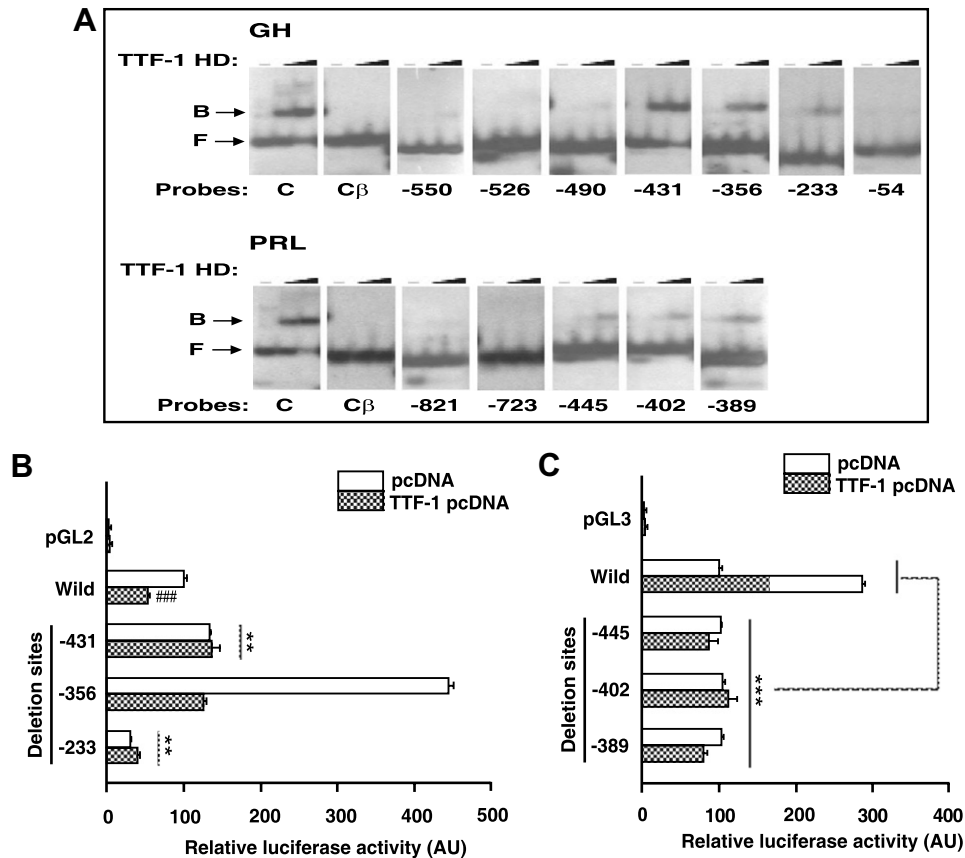 A
GH
TTF-1 HD:
B
F
Probes: C Cβ -550 -526 -490 -431 -356 -233 -54
PRL
TTF-1 HD:
B
F
Probes: C Cβ -821 -723 -445 -402 -389
B
pcDNA
TTF-1 pcDNA
pGL2
Wild
###
Deletion sites
-431
**
-356
-233
**
0 100 200 300 400 500
Relative luciferase activity (AU)
C
pcDNA
TTF-1 pcDNA
pGL3
Wild
Deletion sites
-445
-402
***
-389
0 100 200 300 400
Relative luciferase activity (AU)